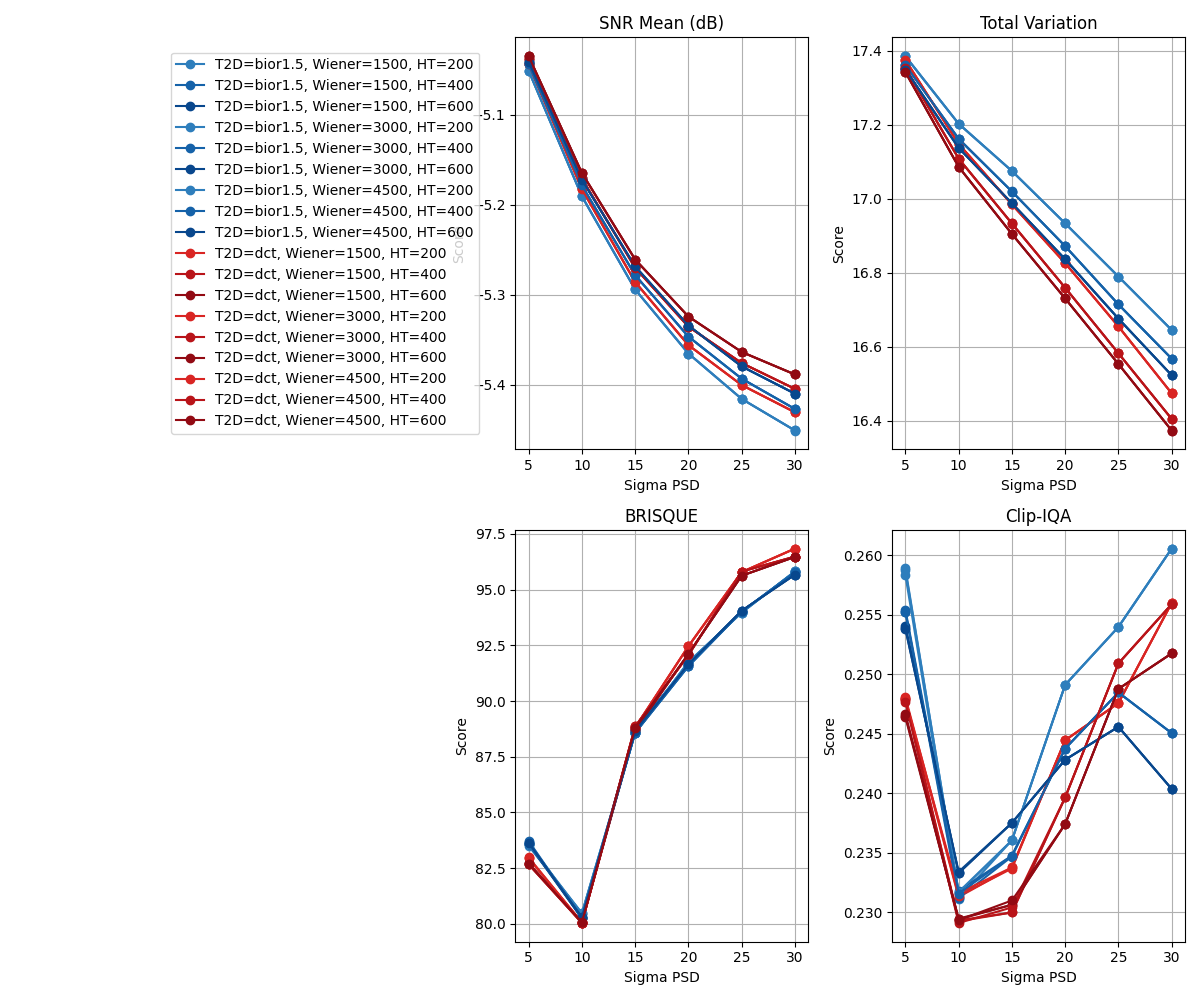 SNR Mean (dB)
Total Variation
T2D=bior1.5, Wiener=1500, HT=200
T2D=bior1.5, Wiener=1500, HT=400
T2D=bior1.5, Wiener=1500, HT=600
T2D=bior1.5, Wiener=3000, HT=200
T2D=bior1.5, Wiener=3000, HT=400
T2D=bior1.5, Wiener=3000, HT=600
T2D=bior1.5, Wiener=4500, HT=200
T2D=bior1.5, Wiener=4500, HT=400
T2D=bior1.5, Wiener=4500, HT=600
T2D=dct, Wiener=1500, HT=200
T2D=dct, Wiener=1500, HT=400
T2D=dct, Wiener=1500, HT=600
T2D=dct, Wiener=3000, HT=200
T2D=dct, Wiener=3000, HT=400
T2D=dct, Wiener=3000, HT=600
T2D=dct, Wiener=4500, HT=200
T2D=dct, Wiener=4500, HT=400
T2D=dct, Wiener=4500, HT=600
Score
-5.1
-5.2
-5.3
-5.4
5 10 15 20 25 30
Sigma PSD
Score
17.4
17.2
17.0
16.8
16.6
16.4
5 10 15 20 25 30
Sigma PSD
BRISQUE
Score
97.5
95.0
92.5
90.0
87.5
85.0
82.5
80.0
5 10 15 20 25 30
Sigma PSD
Clip-IQA
Score
0.260
0.255
0.250
0.245
0.240
0.235
0.230
5 10 15 20 25 30
Sigma PSD